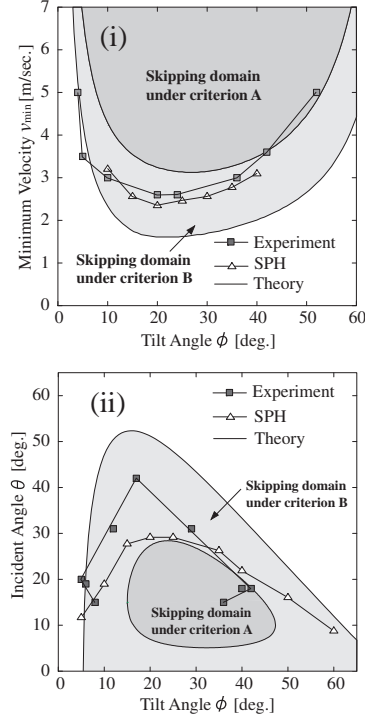 (i)
7
6
5
4
3
2
1
0
Minimum Velocity vmin [m/sec.]
Skipping domain
under criterion A
Skipping domain
under criterion B
Experiment
SPH
Theory
0 10 20 30 40 50 60
Tilt Angle ϕ [deg.]
(ii)
60
50
40
30
20
10
0
Incident Angle θ [deg.]
Experiment
SPH
Theory
Skipping domain
under criterion B
Skipping domain
under criterion A
0 10 20 30 40 50 60
Tilt Angle ϕ [deg.]